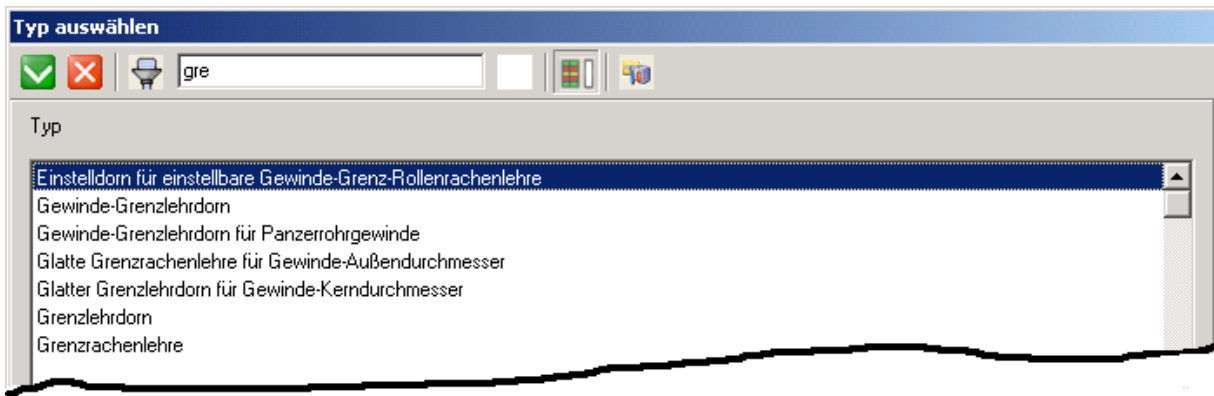 Typ auswählen
gre
Typ
Einstelldorn für einstellbare Gewinde-Grenz-Rollenrachenlehre
Gewinde-Grenzlehrdorn
Gewinde-Grenzlehrdorn für Panzerrohrgewinde
Glatte Grenzrachenlehre für Gewinde-Außendurchmesser
Glatter Grenzlehrdorn für Gewinde-Kerndurchmesser
Grenzlehrdorn
Grenzrachenlehre